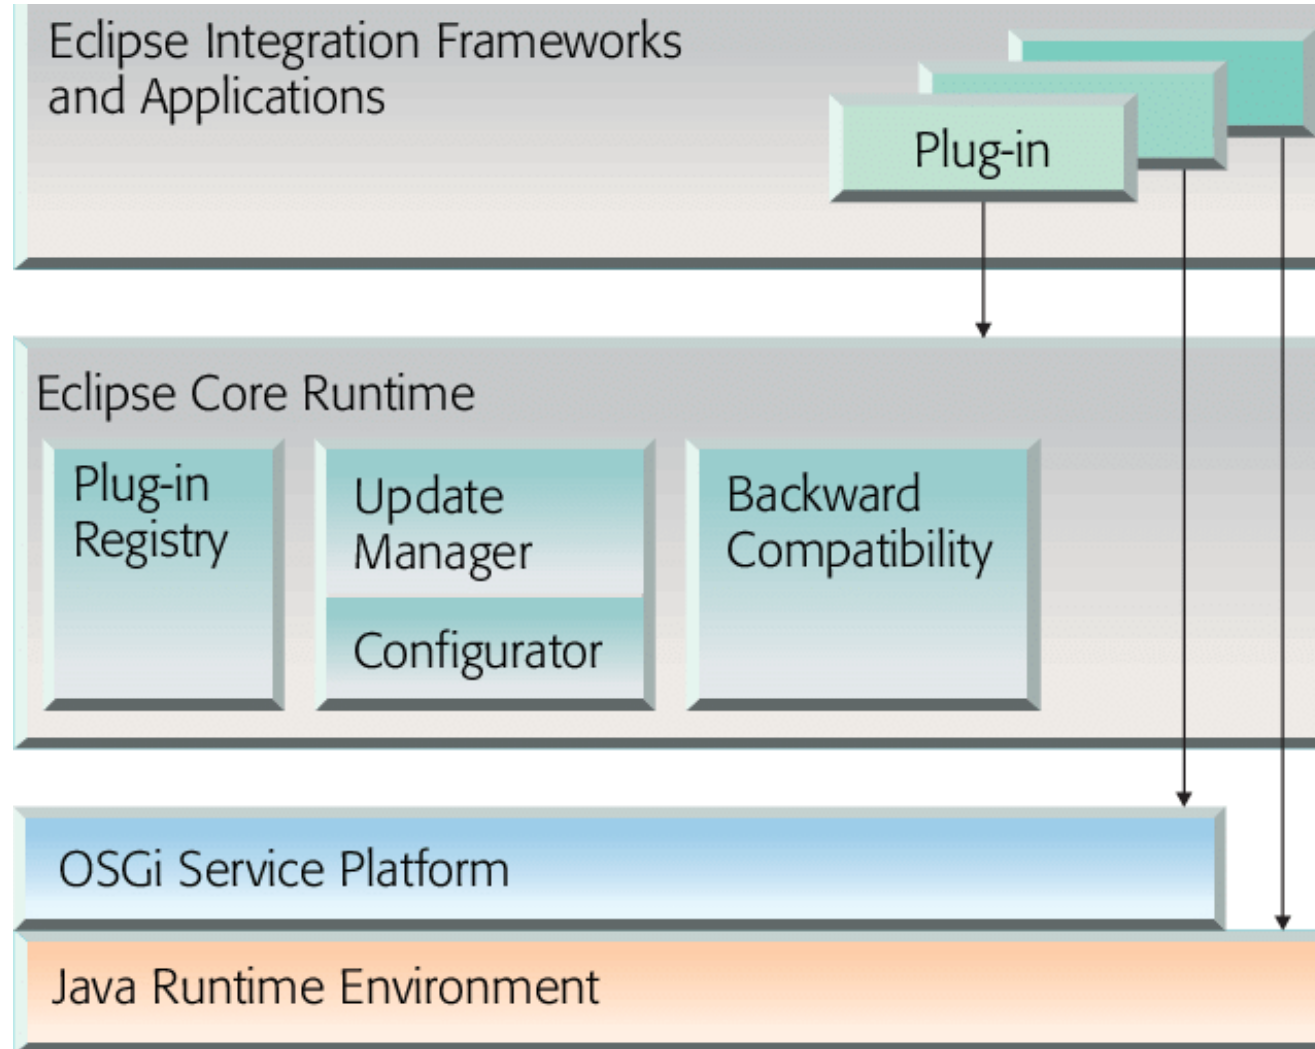 Eclipse Integration Frameworks
and Applications
Plug-in
Eclipse Core Runtime
Plug-in
Registry
Update
Manager
Configurator
Backward
Compatibility
OSGi Service Platform
Java Runtime Environment